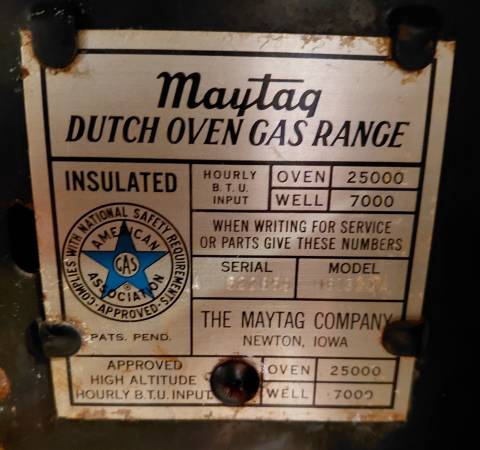 Maytag
DUTCH OVEN GAS RANGE
INSULATED
HOURLY B.T.U. INPUT
OVEN 25000
WELL 7000
COMPLIES WITH NATIONAL SAFETY REQUIREMENTS
AMERICAN GAS ASSOCIATION
®
-APPROVED-
PATS. PEND.
WHEN WRITING FOR SERVICE
OR PARTS GIVE THESE NUMBERS
SERIAL MODEL
THE MAYTAG COMPANY
NEWTON, IOWA
APPROVED
HIGH ALTITUDE
HOURLY B.T.U. INPUT
OVEN 25000
WELL 7000